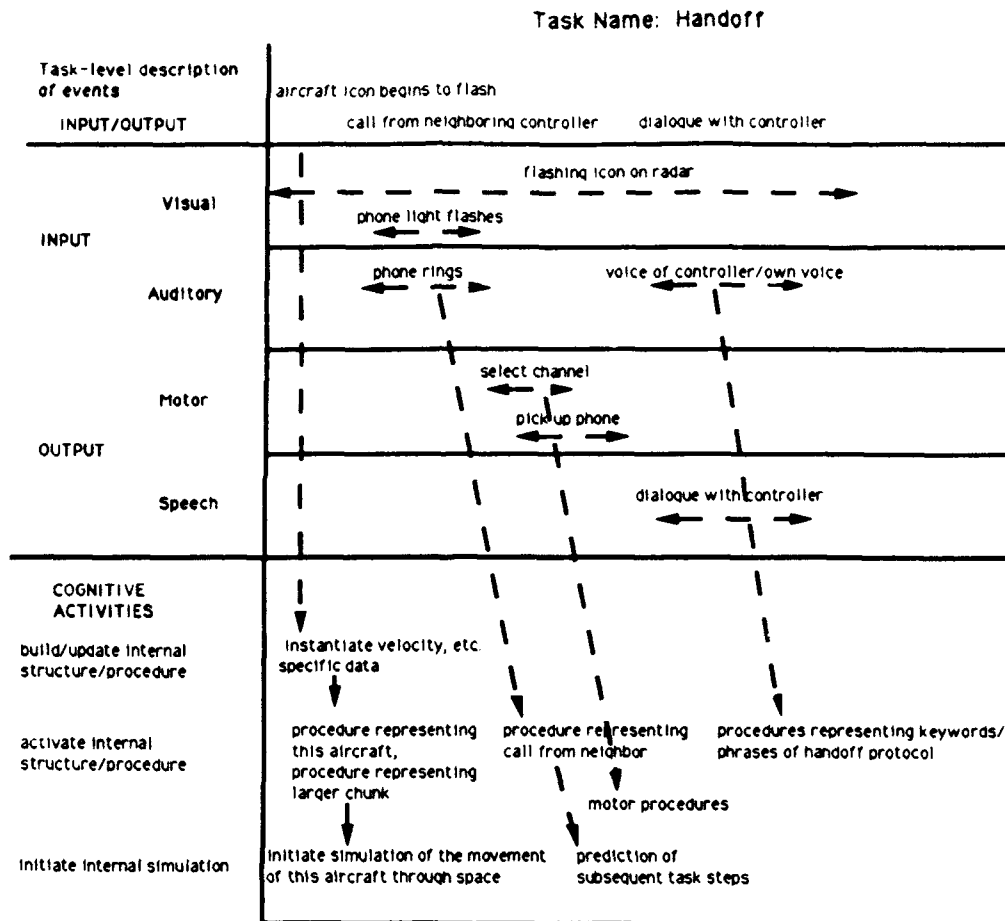 Task Name: Handoff
Task-level description
of events
aircraft icon begins to flash
INPUT/OUTPUT
call from neighboring controller
dialogue with controller
flashing icon on radar
Visual
phone light flashes
INPUT
phone rings
voice of controller/own voice
Auditory
select channel
Motor
pick up phone
OUTPUT
dialogue with controller
Speech
COGNITIVE
ACTIVITIES
build/update internal
structure/procedure
instantiate velocity, etc.
specific data
activate internal
structure/procedure
procedure representing
this aircraft,
procedure representing
larger chunk
procedure representing
call from neighbor
procedures representing keywords/
phrases of handoff protocol
motor procedures
initiate internal simulation
initiate simulation of the movement
of this aircraft through space
prediction of
subsequent task steps